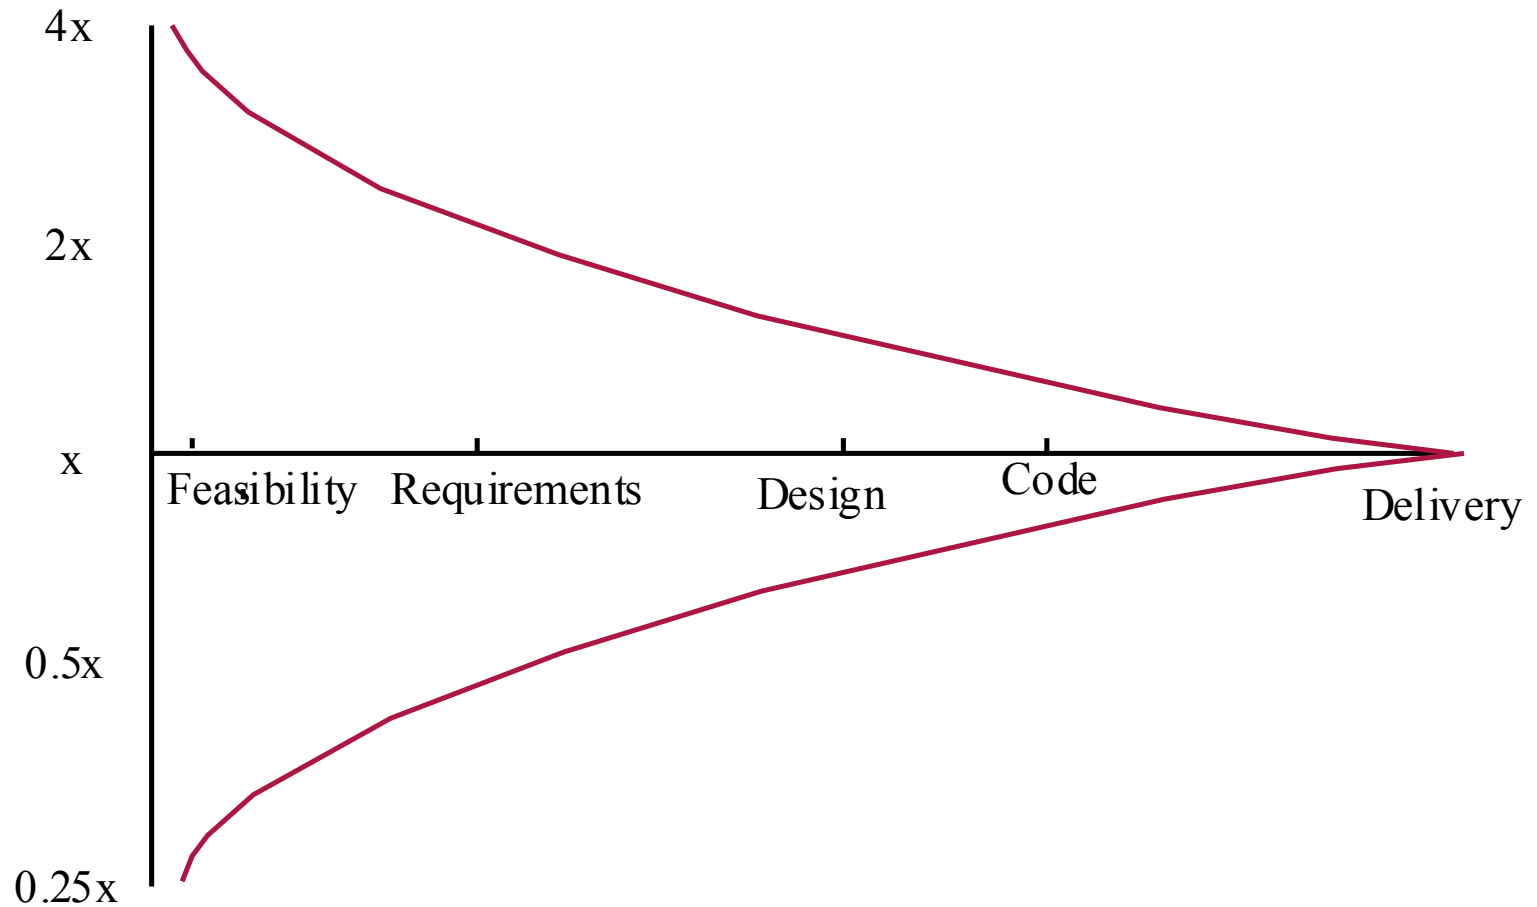 4x
2x
x
Feasibility
Requirements
Design
Code
Delivery
0.5x
0.25x